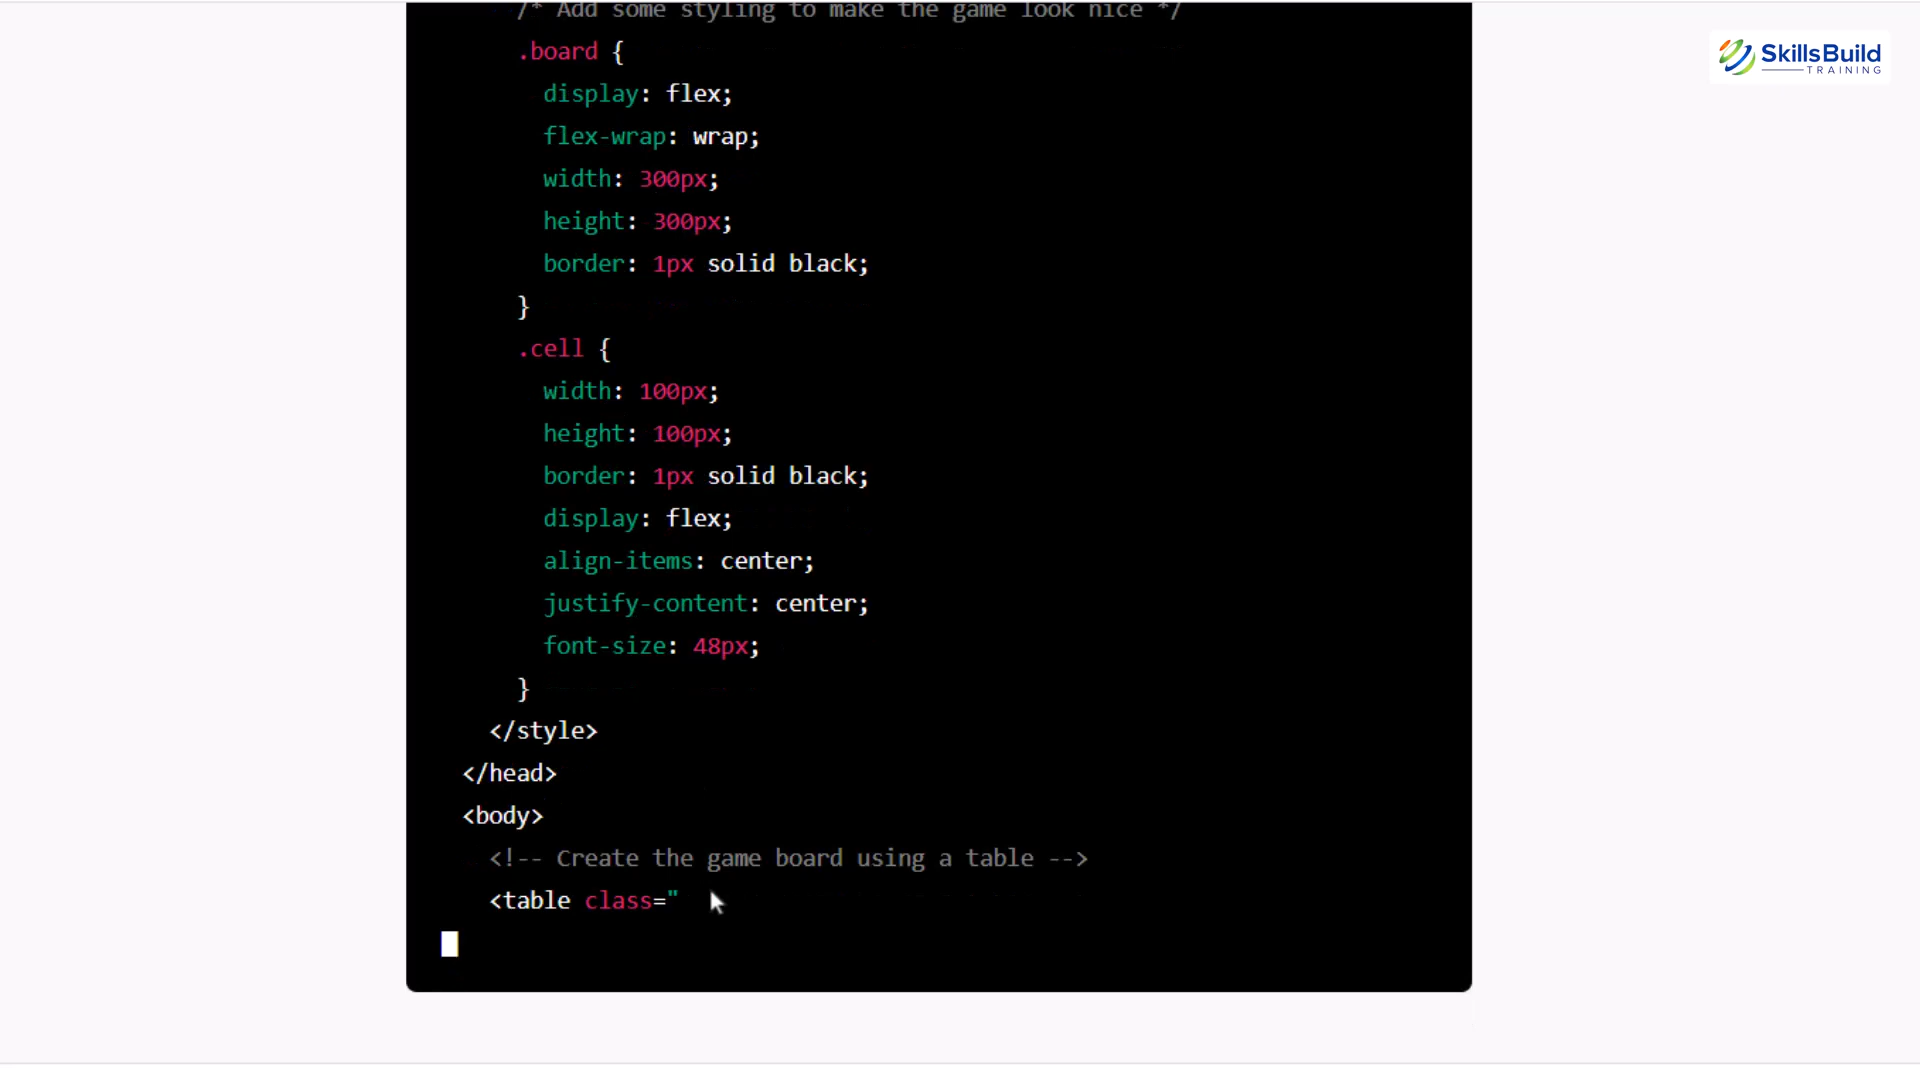 /* Add some styling to make the game look nice */
.board {
display: flex;
flex-wrap: wrap;
width: 300px;
height: 300px;
border: 1px solid black;
}
.cell {
width: 100px;
height: 100px;
border: 1px solid black;
display: flex;
align-items: center;
justify-content: center;
font-size: 48px;
}
</style>
</head>
<body>
<!-- Create the game board using a table -->
<table class="
SkillsBuild
TRAINING